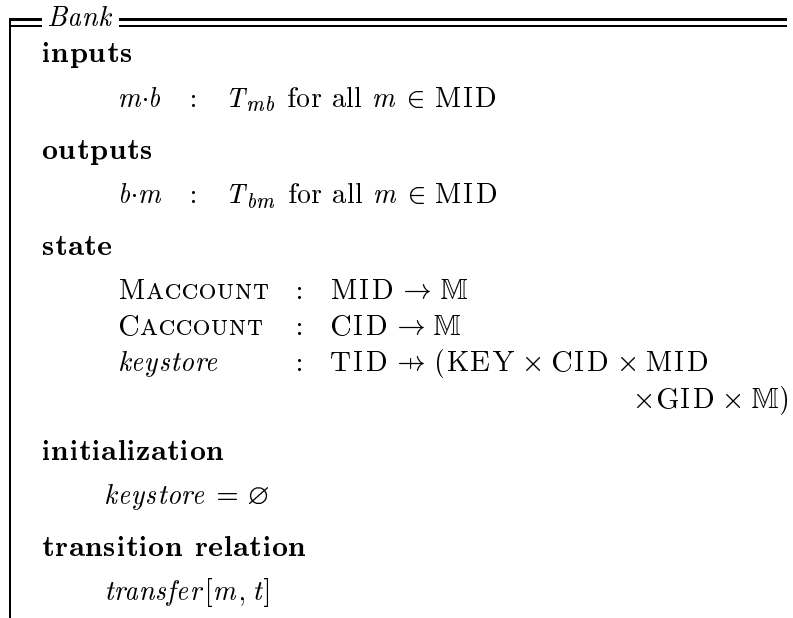 Bank
inputs
m·b : T_mb for all m ∈ MID
outputs
b·m : T_bm for all m ∈ MID
state
MACCOUNT : MID → 𝕄
CACCOUNT : CID → 𝕄
keystore : TID ⇸ (KEY × CID × MID
×GID × 𝕄)
initialization
keystore = ∅
transition relation
transfer[m, t]